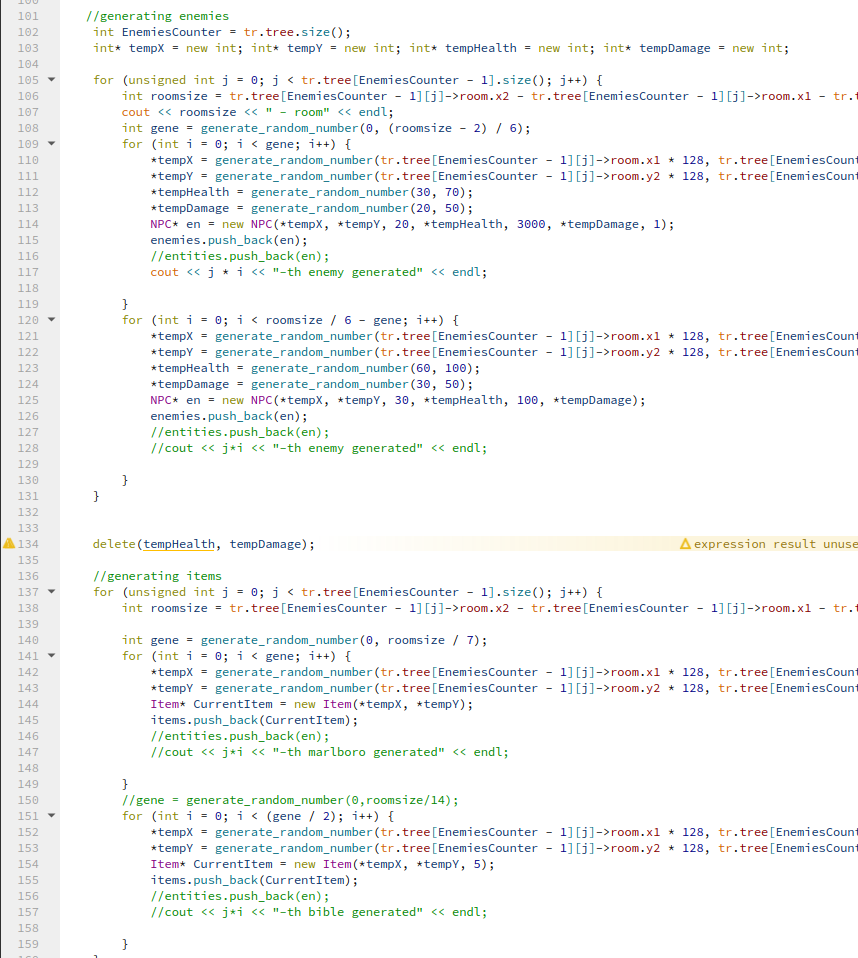 100
101 //generating enemies
102 int EnemiesCounter = tr.tree.size();
103 int* tempX = new int; int* tempY = new int; int* tempHealth = new int; int* tempDamage = new int;
104
105 for (unsigned int j = 0; j < tr.tree[EnemiesCounter - 1].size(); j++) {
106 int roomsize = tr.tree[EnemiesCounter - 1][j]->room.x2 - tr.tree[EnemiesCounter - 1][j]->room.x1 - tr.t
107 cout << roomsize << " - room" << endl;
108 int gene = generate_random_number(0, (roomsize - 2) / 6);
109 for (int i = 0; i < gene; i++) {
110 *tempX = generate_random_number(tr.tree[EnemiesCounter - 1][j]->room.x1 * 128, tr.tree[EnemiesCount
111 *tempY = generate_random_number(tr.tree[EnemiesCounter - 1][j]->room.y2 * 128, tr.tree[EnemiesCount
112 *tempHealth = generate_random_number(30, 70);
113 *tempDamage = generate_random_number(20, 50);
114 NPC* en = new NPC(*tempX, *tempY, 20, *tempHealth, 3000, *tempDamage, 1);
115 enemies.push_back(en);
116 //entities.push_back(en);
117 cout << j * i << "-th enemy generated" << endl;
118
119 }
120 for (int i = 0; i < roomsize / 6 - gene; i++) {
121 *tempX = generate_random_number(tr.tree[EnemiesCounter - 1][j]->room.x1 * 128, tr.tree[EnemiesCount
122 *tempY = generate_random_number(tr.tree[EnemiesCounter - 1][j]->room.y2 * 128, tr.tree[EnemiesCount
123 *tempHealth = generate_random_number(60, 100);
124 *tempDamage = generate_random_number(30, 50);
125 NPC* en = new NPC(*tempX, *tempY, 30, *tempHealth, 100, *tempDamage);
126 enemies.push_back(en);
127 //entities.push_back(en);
128 //cout << j*i << "-th enemy generated" << endl;
129
130 }
131 }
132
133
134 delete(tempHealth, tempDamage); expression result unuse
135
136 //generating items
137 for (unsigned int j = 0; j < tr.tree[EnemiesCounter - 1].size(); j++) {
138 int roomsize = tr.tree[EnemiesCounter - 1][j]->room.x2 - tr.tree[EnemiesCounter - 1][j]->room.x1 - tr.t
139
140 int gene = generate_random_number(0, roomsize / 7);
141 for (int i = 0; i < gene; i++) {
142 *tempX = generate_random_number(tr.tree[EnemiesCounter - 1][j]->room.x1 * 128, tr.tree[EnemiesCount
143 *tempY = generate_random_number(tr.tree[EnemiesCounter - 1][j]->room.y2 * 128, tr.tree[EnemiesCount
144 Item* CurrentItem = new Item(*tempX, *tempY);
145 items.push_back(CurrentItem);
146 //entities.push_back(en);
147 //cout << j*i << "-th marlboro generated" << endl;
148
149 }
150 //gene = generate_random_number(0,roomsize/14);
151 for (int i = 0; i < (gene / 2); i++) {
152 *tempX = generate_random_number(tr.tree[EnemiesCounter - 1][j]->room.x1 * 128, tr.tree[EnemiesCount
153 *tempY = generate_random_number(tr.tree[EnemiesCounter - 1][j]->room.y2 * 128, tr.tree[EnemiesCount
154 Item* CurrentItem = new Item(*tempX, *tempY, 5);
155 items.push_back(CurrentItem);
156 //entities.push_back(en);
157 //cout << j*i << "-th bible generated" << endl;
158
159 }